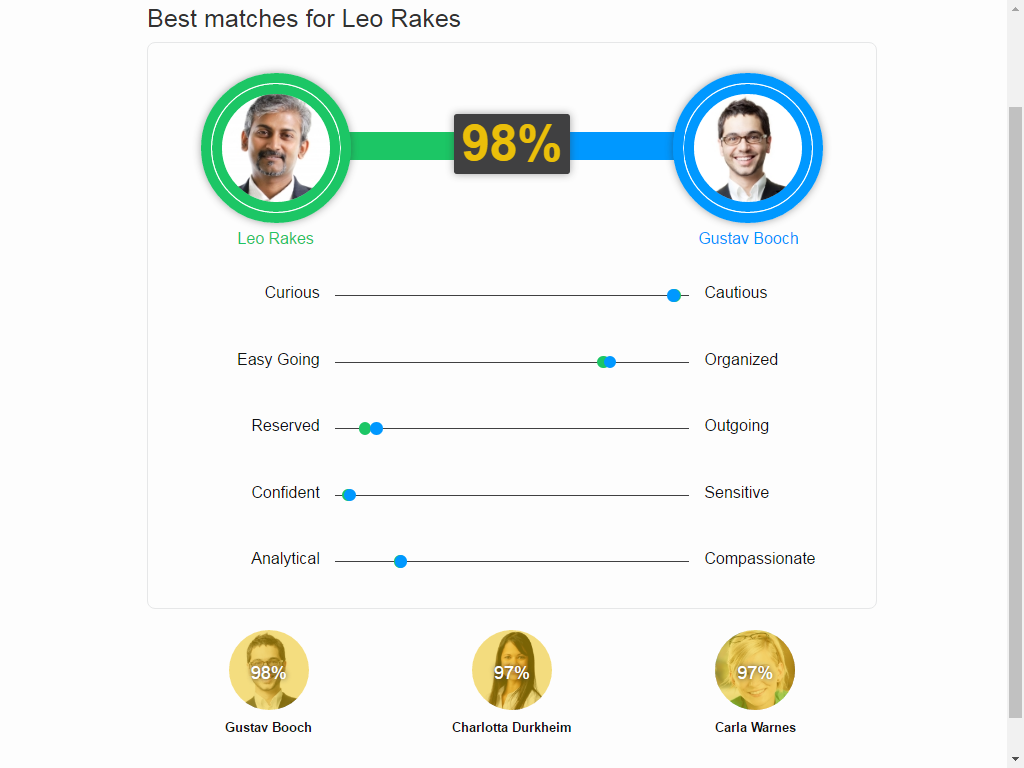 Best matches for Leo Rakes
98%
Leo Rakes
Gustav Booch
Curious
Cautious
Easy Going
Organized
Reserved
Outgoing
Confident
Sensitive
Analytical
Compassionate
98%
97%
97%
Gustav Booch
Charlotta Durkheim
Carla Warnes